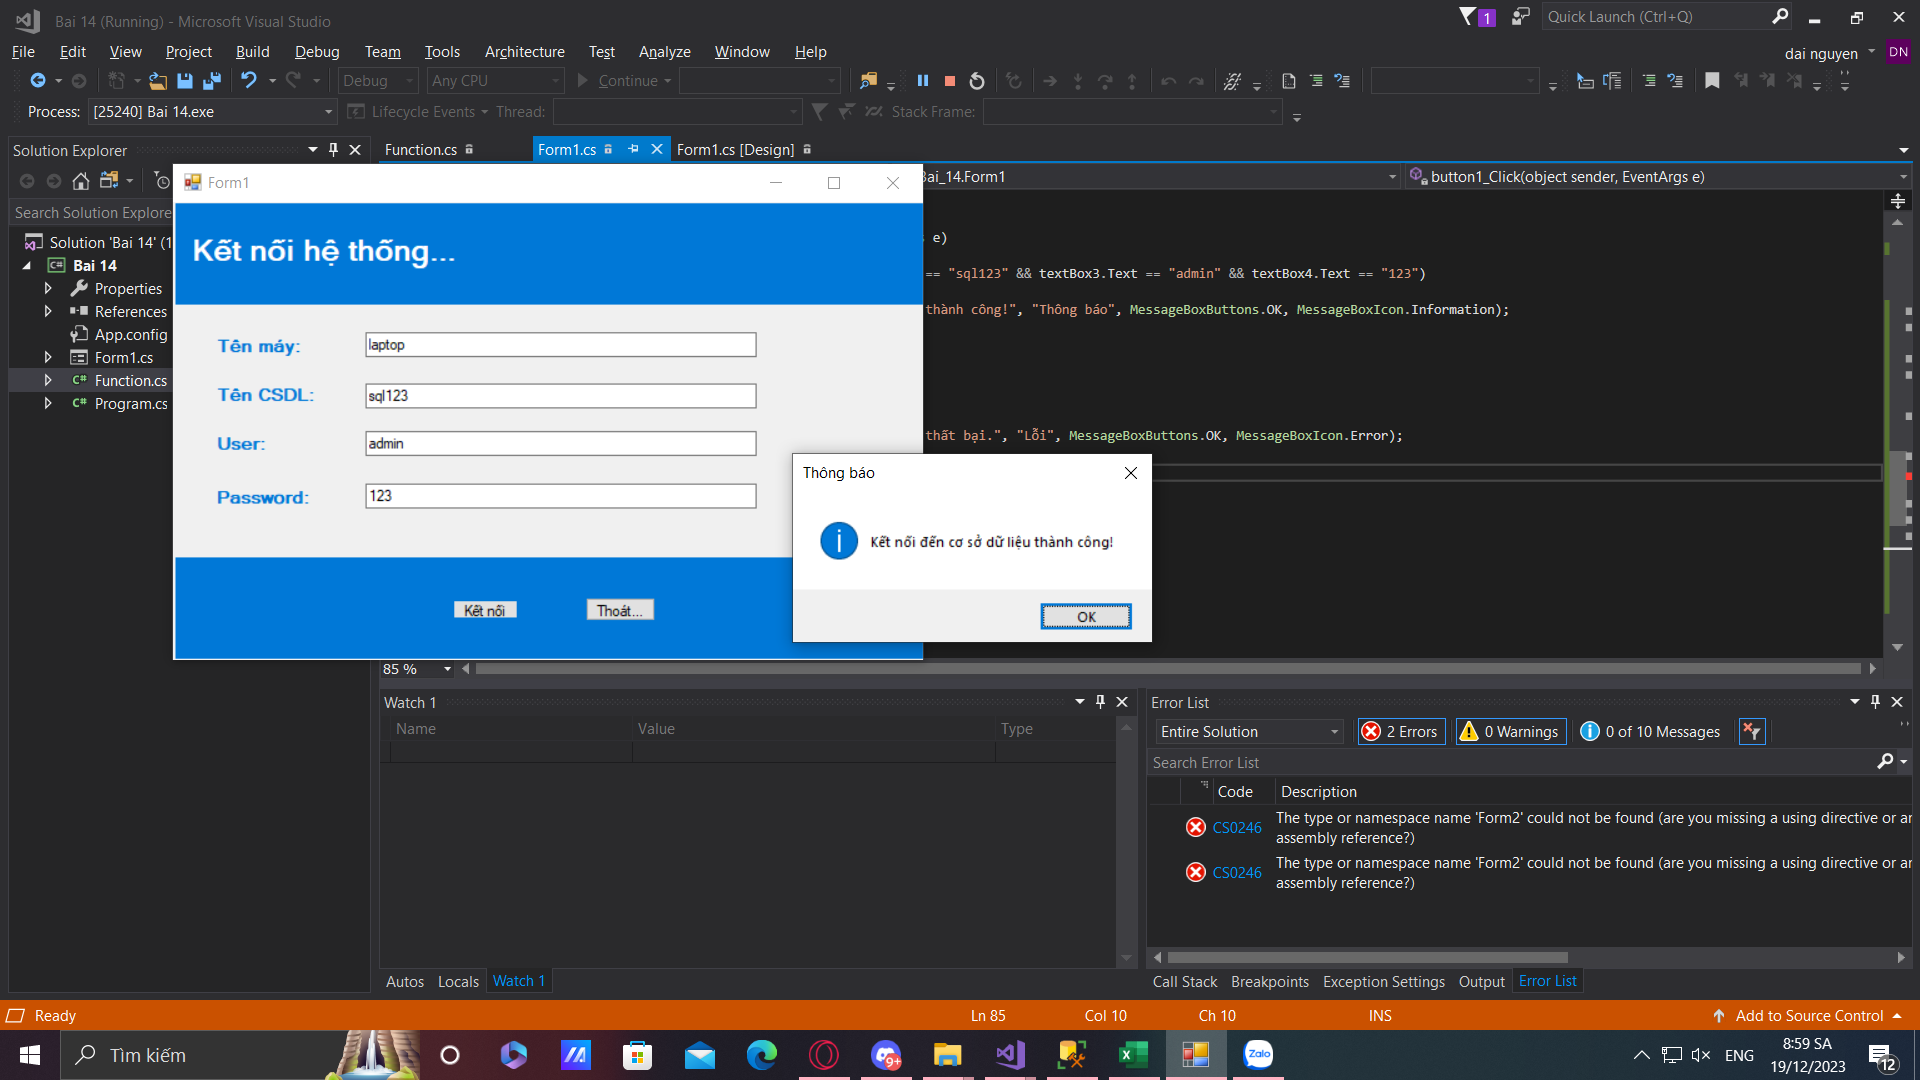 Bai 14 (Running) - Microsoft Visual Studio
1
Quick Launch (Ctrl+Q)
File Edit View Project Build Debug Team Tools Architecture Test Analyze Window Help
dai nguyen DN
Debug Any CPU Continue
Process: [25240] Bai 14.exe Lifecycle Events Thread: Stack Frame:
Solution Explorer
Function.cs Form1.cs Form1.cs [Design]
Form1
Bai_14.Form1 button1_Click(object sender, EventArgs e)
Search Solution Explore
Solution 'Bai 14' (1
Bai 14
Properties
References
App.config
Form1.cs
Function.cs
Program.cs
Kết nối hệ thống...
Tên máy: laptop
Tên CSDL: sql123
User: admin
Password: 123
Kết nối Thoát...
e)
== "sql123" && textBox3.Text == "admin" && textBox4.Text == "123")
thành công!", "Thông báo", MessageBoxButtons.OK, MessageBoxIcon.Information);
thất bại.", "Lỗi", MessageBoxButtons.OK, MessageBoxIcon.Error);
Thông báo
Kết nối đến cơ sở dữ liệu thành công!
OK
85 %
Watch 1
Name Value Type
Autos Locals Watch 1
Error List
Entire Solution 2 Errors 0 Warnings 0 of 10 Messages
Search Error List
Code Description
CS0246 The type or namespace name 'Form2' could not be found (are you missing a using directive or an
assembly reference?)
CS0246 The type or namespace name 'Form2' could not be found (are you missing a using directive or an
assembly reference?)
Call Stack Breakpoints Exception Settings Output Error List
Ready Ln 85 Col 10 Ch 10 INS Add to Source Control
Tìm kiếm
9+
Zalo
ENG
8:59 SA
19/12/2023
12